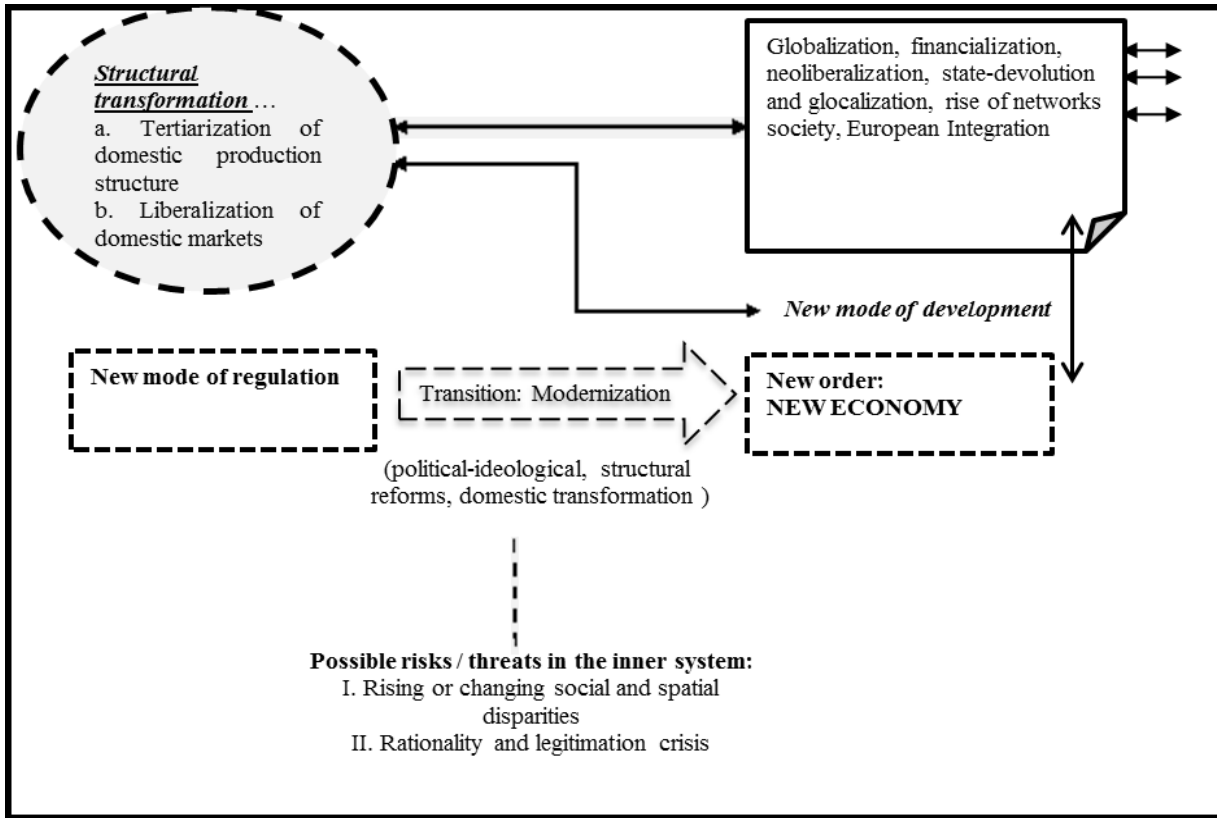 Structural
transformation ...
a. Tertiarization of
domestic production
structure
b. Liberalization of
domestic markets
Globalization, financialization,
neoliberalization, state-devolution
and glocalization, rise of networks
society, European Integration
New mode of development
New mode of regulation
Transition: Modernization
New order:
NEW ECONOMY
(political-ideological, structural
reforms, domestic transformation )
Possible risks / threats in the inner system:
I. Rising or changing social and spatial
disparities
II. Rationality and legitimation crisis